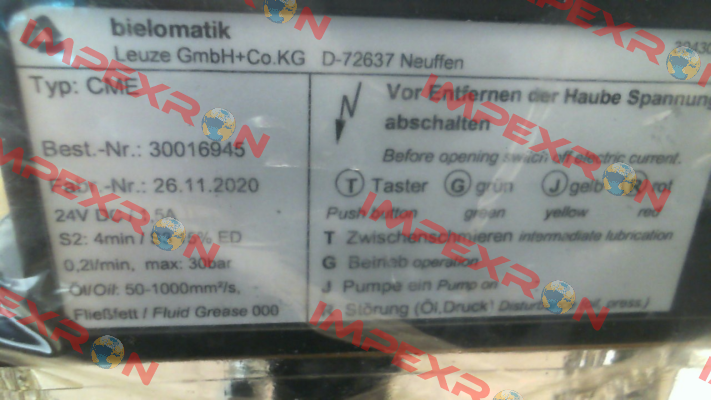 bielomatik
Leuze GmbH+Co.KG D-72637 Neuffen
Typ: CME
Best.-Nr.: 30016945
Fabr.-Nr.: 26.11.2020
24V DC
S2: 4min / ED
0,2l/min, max: 30bar
Öl/Oil: 50-1000mm²/s,
Fließfett / Fluid Grease 000
Vor Entfernen der Haube Spannung
abschalten
Before opening switch off electric current.
T Taster G grün J gelb R rot
Push button green yellow red
T Zwischenschmieren intermediate lubrication
G Betrieb operation
J Pumpe ein Pump on
R Störung (Öl.Druck)
IMPEXRON